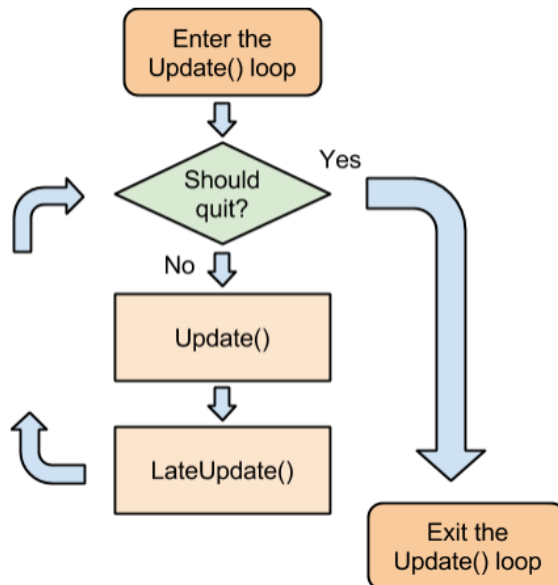 Enter the
Update() loop
Should
quit?
Yes
No
Update()
LateUpdate()
Exit the
Update() loop